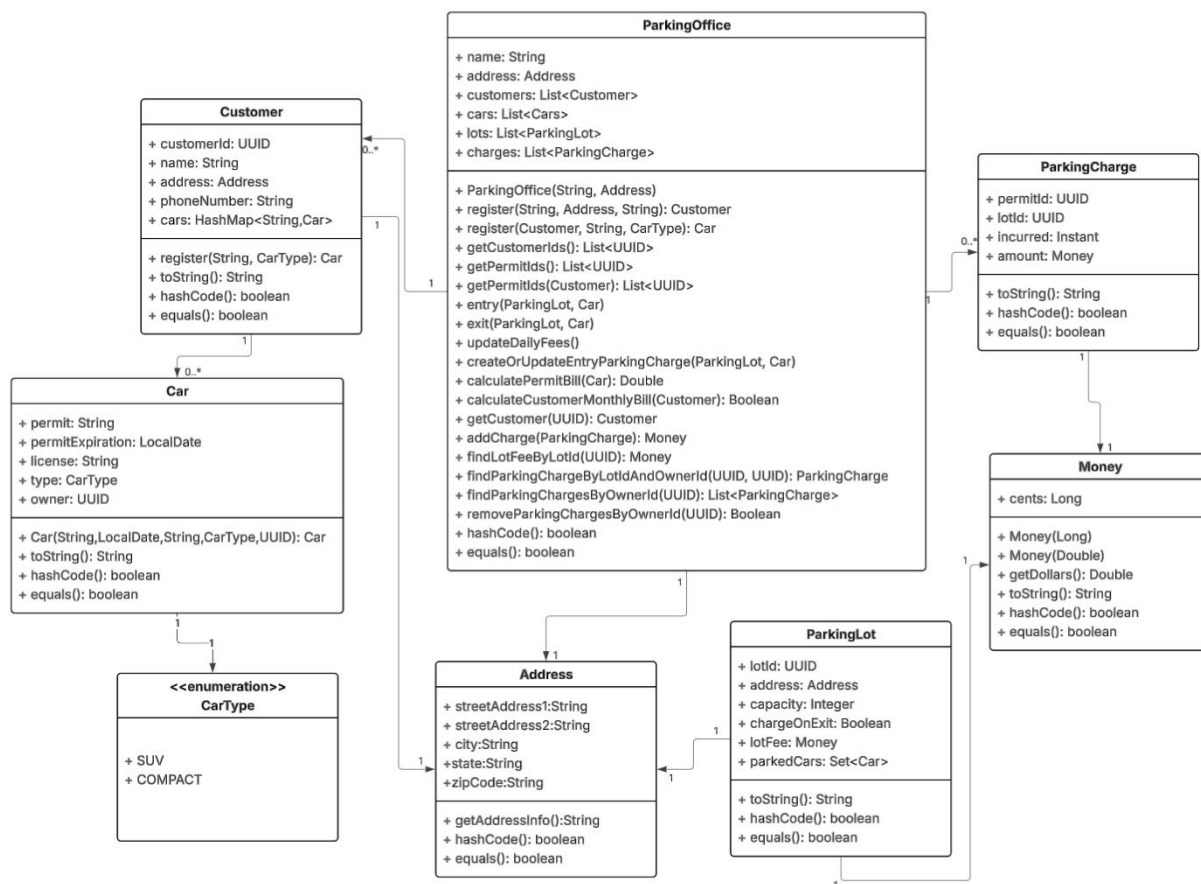 ParkingOffice
+ name: String
+ address: Address
+ customers: List<Customer>
+ cars: List<Cars>
+ lots: List<ParkingLot>
+ charges: List<ParkingCharge>
+ ParkingOffice(String, Address)
+ register(String, Address, String): Customer
+ register(Customer, String, CarType): Car
+ getCustomerIds(): List<UUID>
+ getPermitIds(): List<UUID>
+ getPermitIds(Customer): List<UUID>
+ entry(ParkingLot, Car)
+ exit(ParkingLot, Car)
+ updateDailyFees()
+ createOrUpdateEntryParkingCharge(ParkingLot, Car)
+ calculatePermitBill(Car): Double
+ calculateCustomerMonthlyBill(Customer): Boolean
+ getCustomer(UUID): Customer
+ addCharge(ParkingCharge): Money
+ findLotFeeByLotId(UUID): Money
+ findParkingChargeByLotIdAndOwnerId(UUID, UUID): ParkingCharge
+ findParkingChargesByOwnerId(UUID): List<ParkingCharge>
+ removeParkingChargesByOwnerId(UUID): Boolean
+ hashCode(): boolean
+ equals(): boolean
Customer
+ customerId: UUID
+ name: String
+ address: Address
+ phoneNumber: String
+ cars: HashMap<String,Car>
+ register(String, CarType): Car
+ toString(): String
+ hashCode(): boolean
+ equals(): boolean
0..*
1
1
1
0..*
1
0..*
ParkingCharge
+ permitId: UUID
+ lotId: UUID
+ incurred: Instant
+ amount: Money
+ toString(): String
+ hashCode(): boolean
+ equals(): boolean
1
1
Car
+ permit: String
+ permitExpiration: LocalDate
+ license: String
+ type: CarType
+ owner: UUID
+ Car(String,LocalDate,String,CarType,UUID): Car
+ toString(): String
+ hashCode(): boolean
+ equals(): boolean
1
1
Money
+ cents: Long
+ Money(Long)
+ Money(Double)
+ getDollars(): Double
+ toString(): String
+ hashCode(): boolean
+ equals(): boolean
1
<<enumeration>>
CarType
+ SUV
+ COMPACT
1
1
1
Address
+ streetAddress1:String
+ streetAddress2:String
+ city:String
+state:String
+zipCode:String
+ getAddressInfo():String
+ hashCode(): boolean
+ equals(): boolean
1
1
ParkingLot
+ lotId: UUID
+ address: Address
+ capacity: Integer
+ chargeOnExit: Boolean
+ lotFee: Money
+ parkedCars: Set<Car>
+ toString(): String
+ hashCode(): boolean
+ equals(): boolean
1